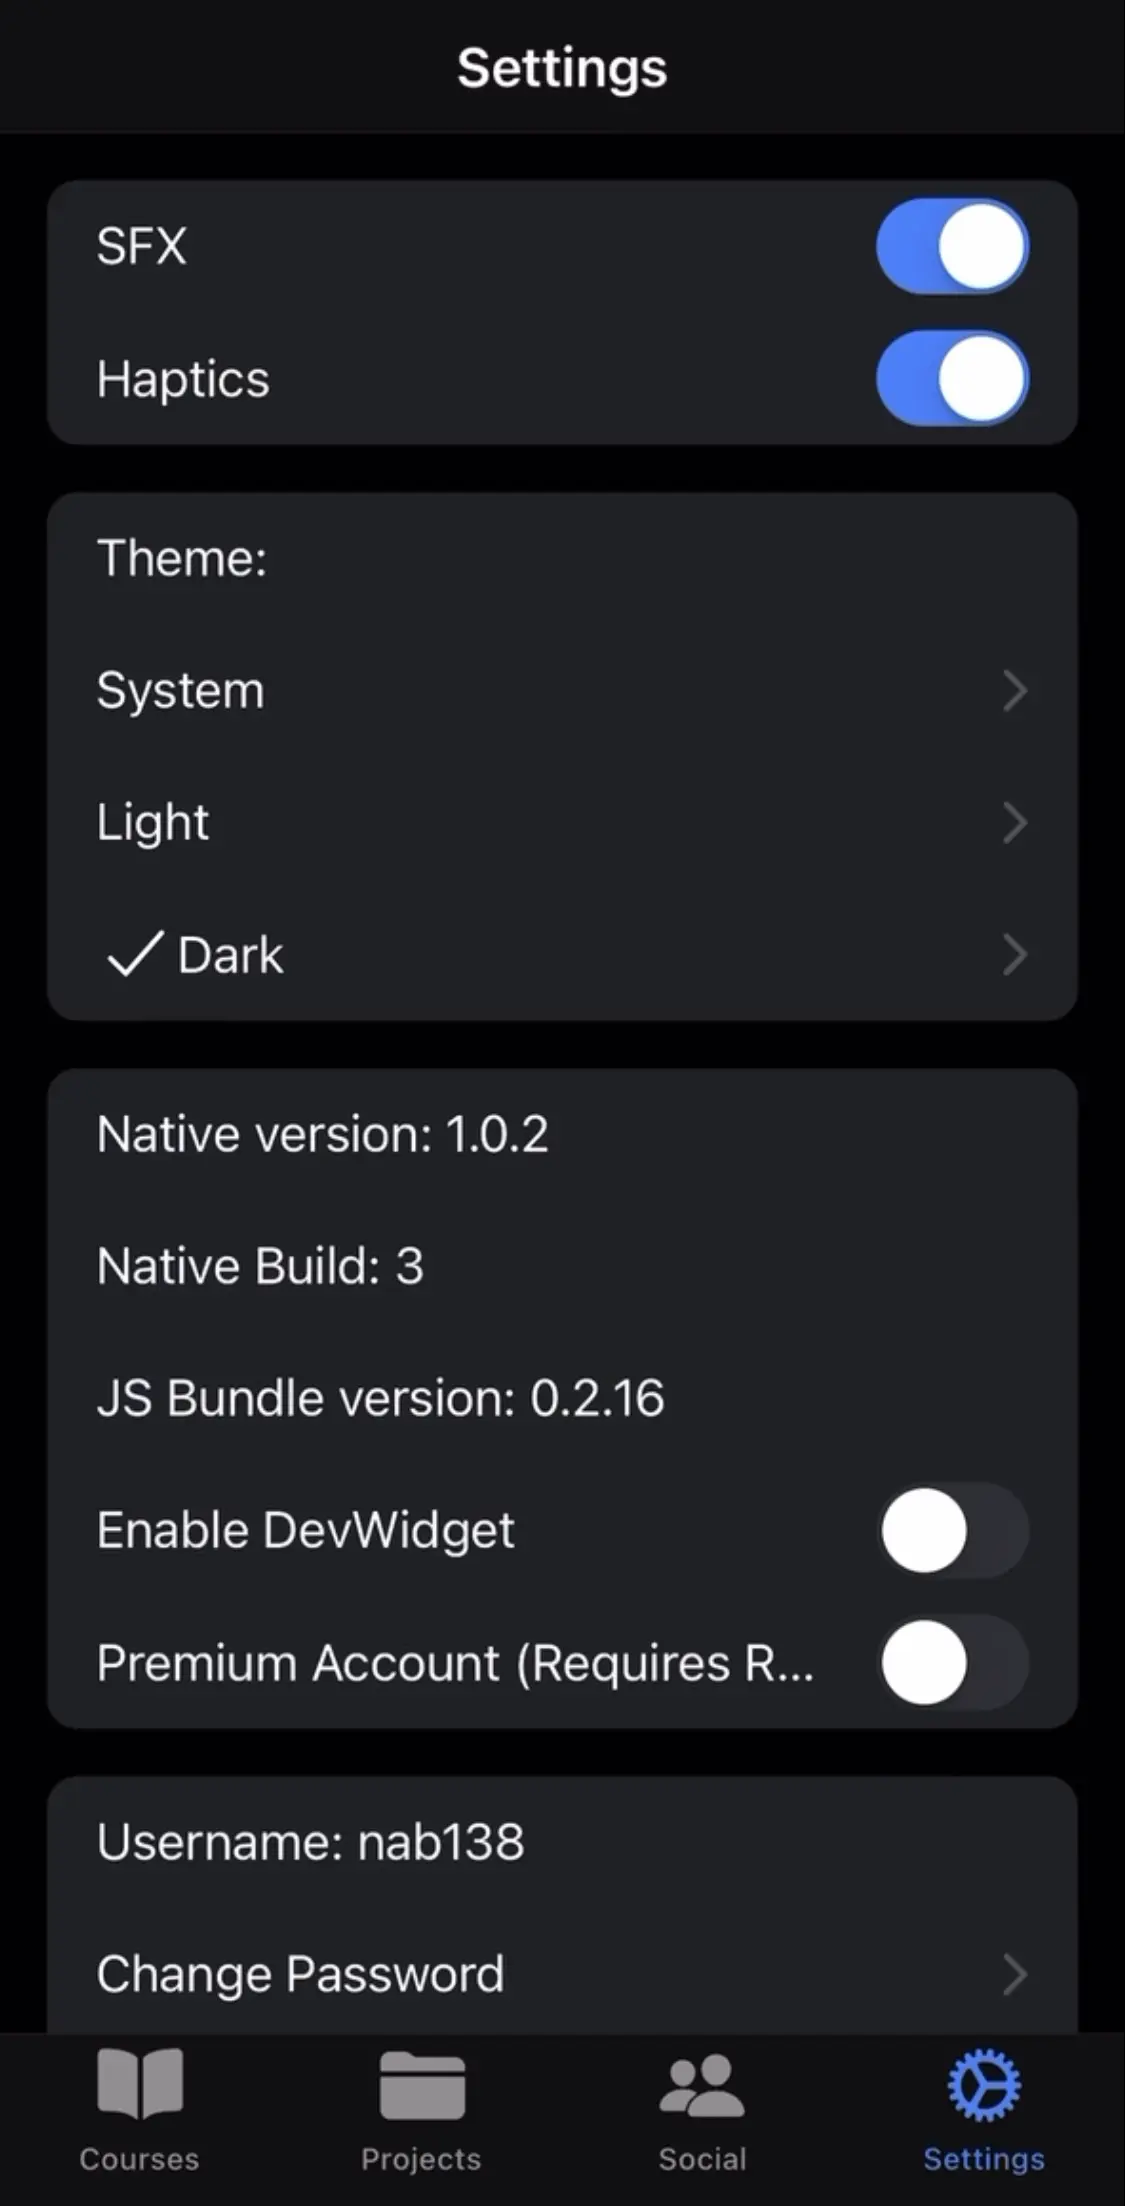 Settings
SFX
Haptics
Theme:
System
Light
Dark
Native version: 1.0.2
Native Build: 3
JS Bundle version: 0.2.16
Enable DevWidget
Premium Account (Requires R...
Username: nab138
Change Password
Courses
Projects
Social
Settings